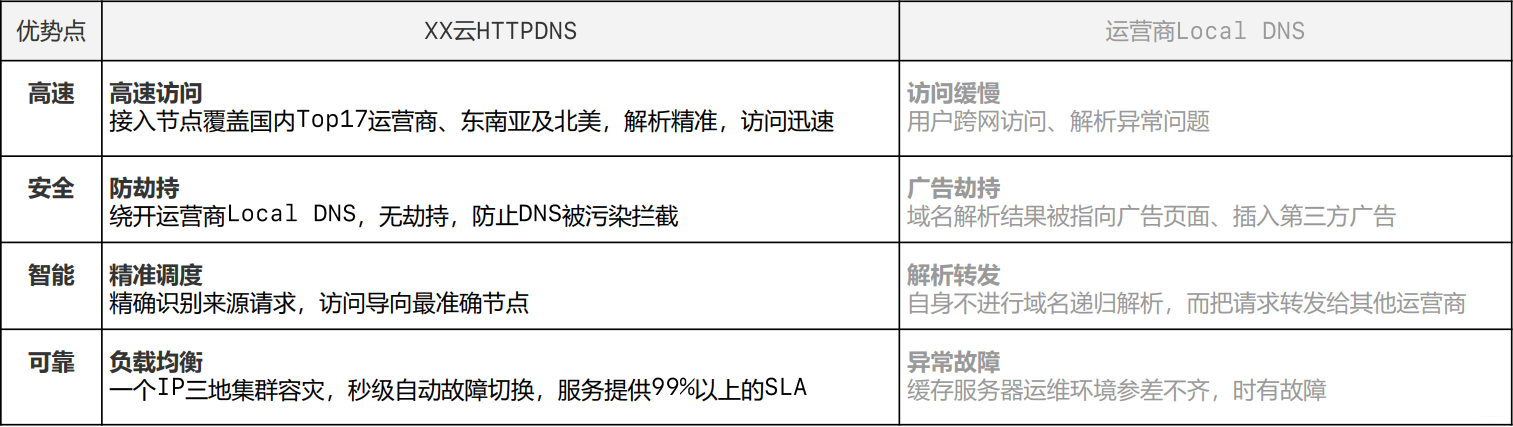 优势点 XX云HTTPDNS 运营商Local DNS
高速 高速访问 访问缓慢
接入节点覆盖国内Top17运营商、东南亚及北美，解析精准，访问迅速 用户跨网访问、解析异常问题
安全 防劫持 广告劫持
绕开运营商Local DNS，无劫持，防止DNS被污染拦截 域名解析结果被指向广告页面、插入第三方广告
智能 精准调度 解析转发
精确识别来源请求，访问导向最准确节点 自身不进行域名递归解析，而把请求转发给其他运营商
可靠 负载均衡 异常故障
一个IP三地集群容灾，秒级自动故障切换，服务提供99%以上的SLA 缓存服务器运维环境参差不齐，时有故障